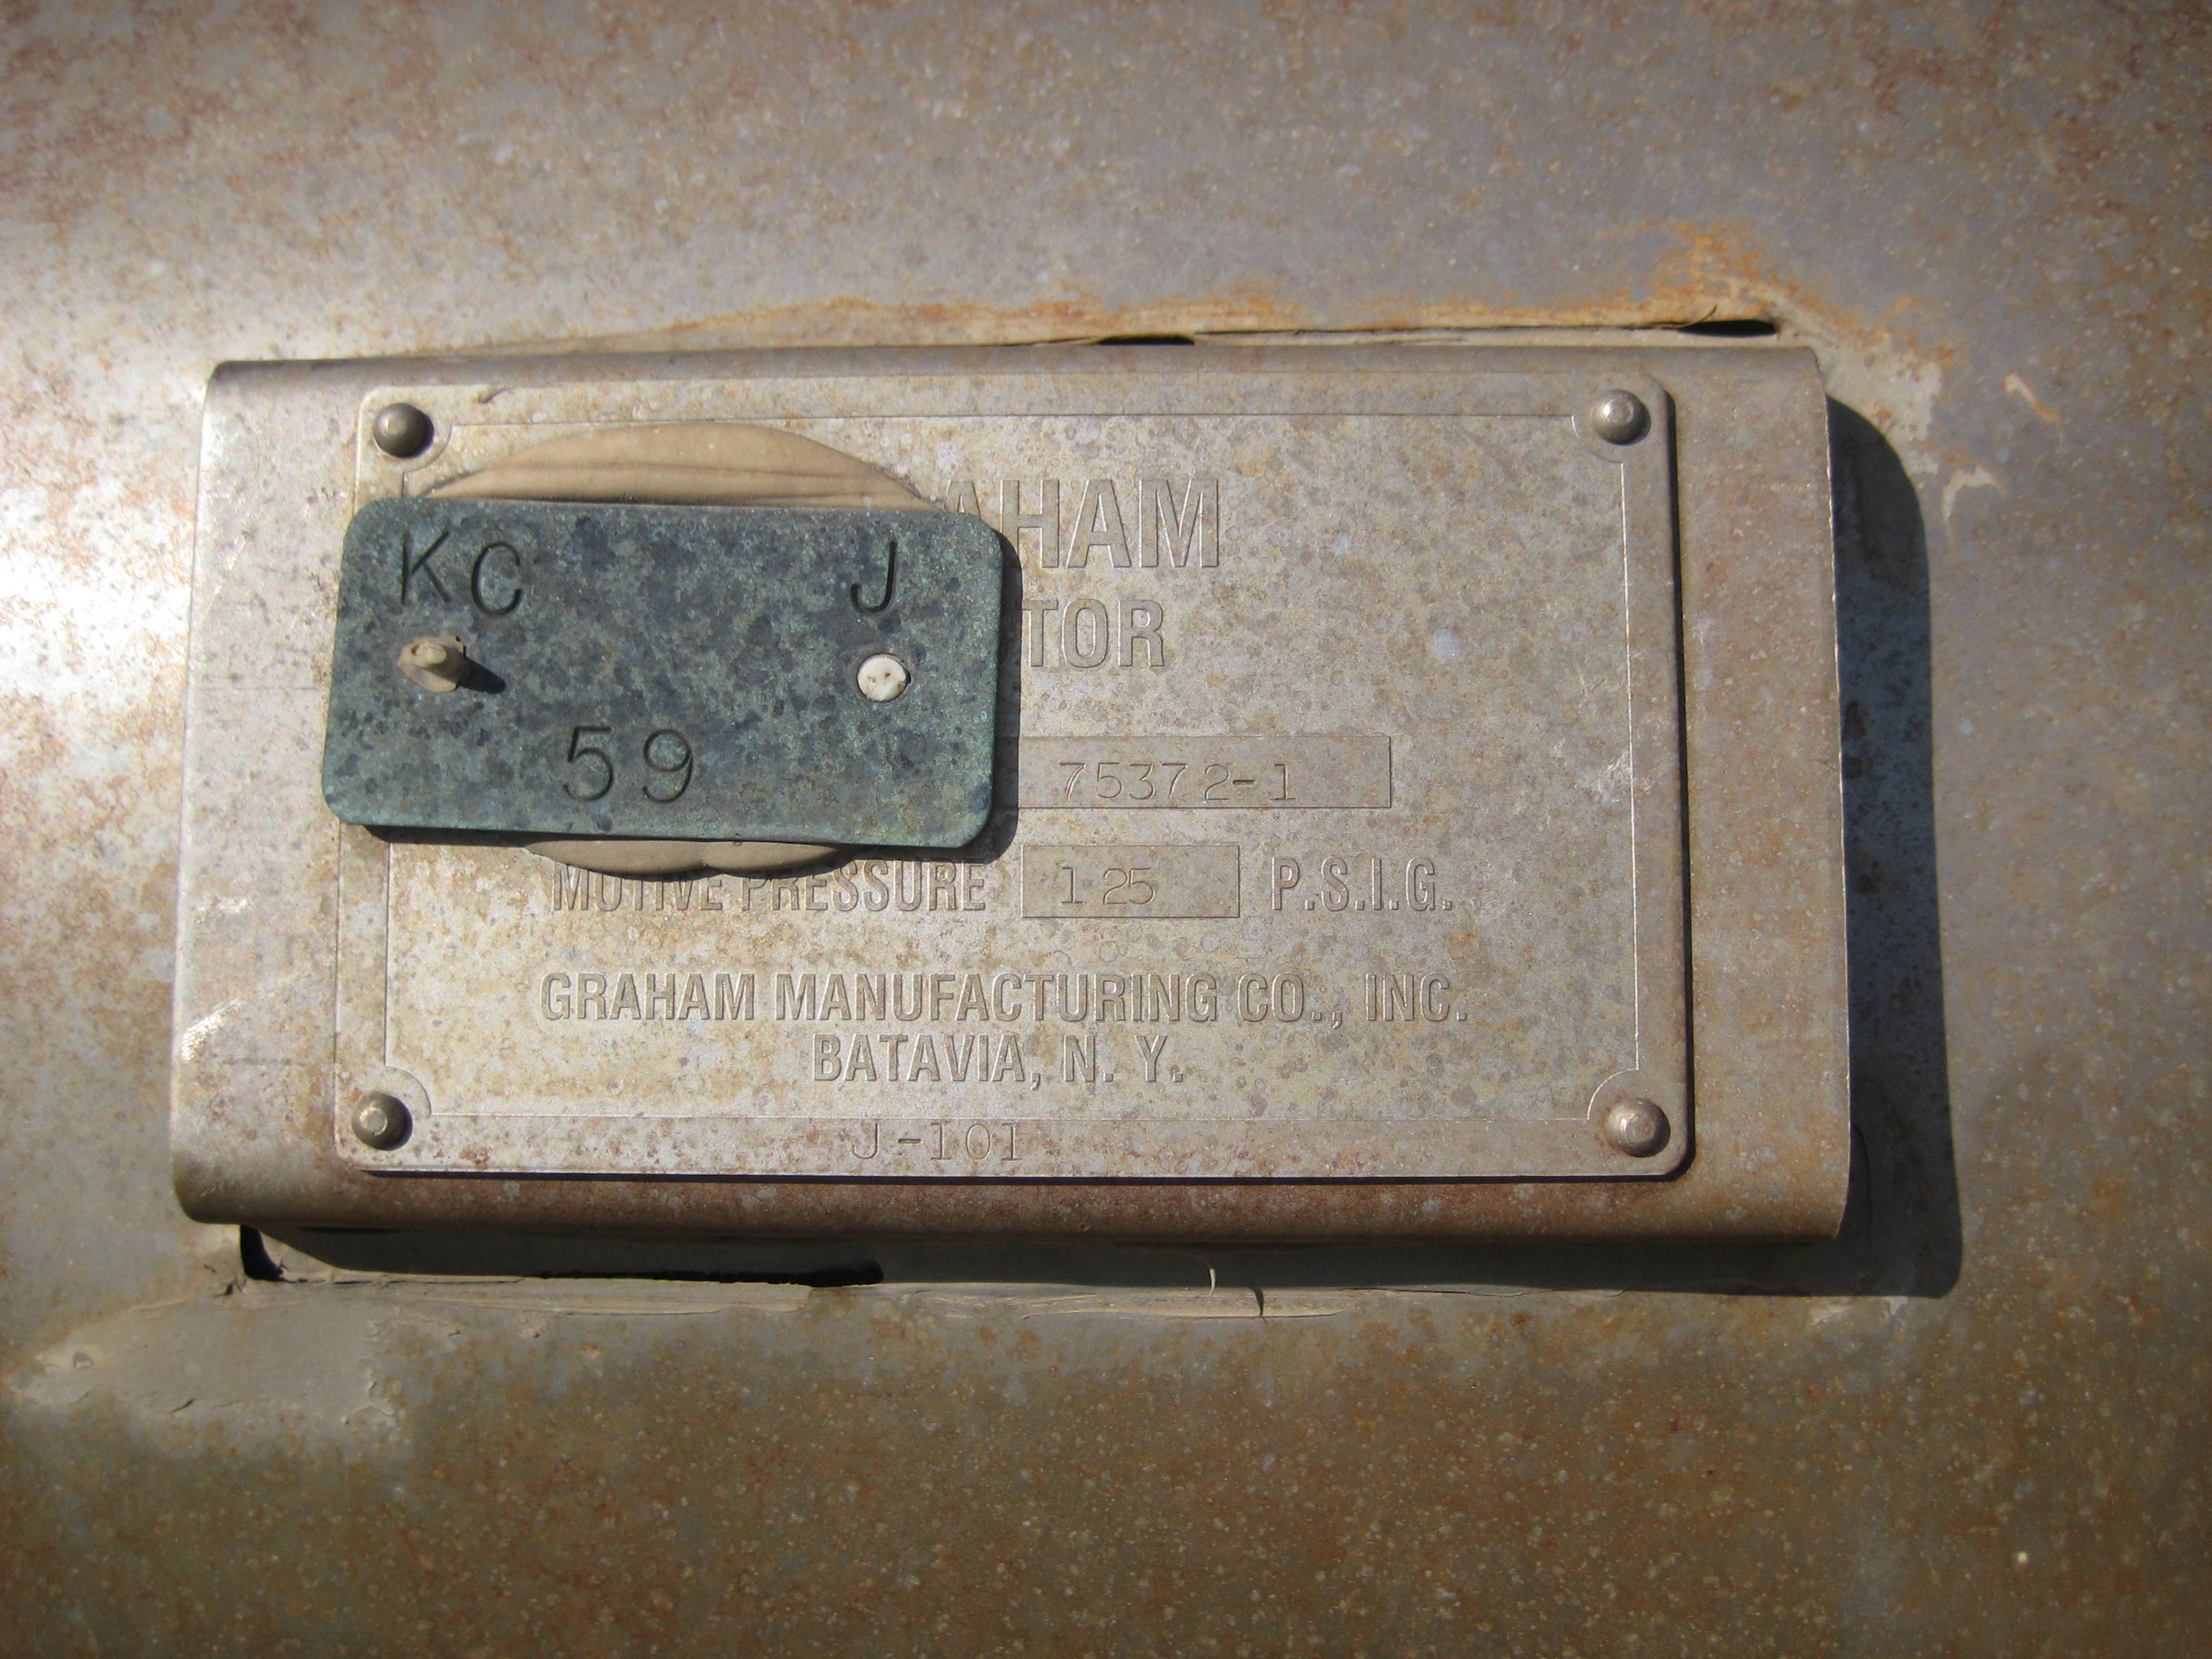 KC J
59
AHAM
TOR
75372-1
MOTIVE PRESSURE 125 P.S.I.G.
GRAHAM MANUFACTURING CO., INC.
BATAVIA, N. Y.
J-101